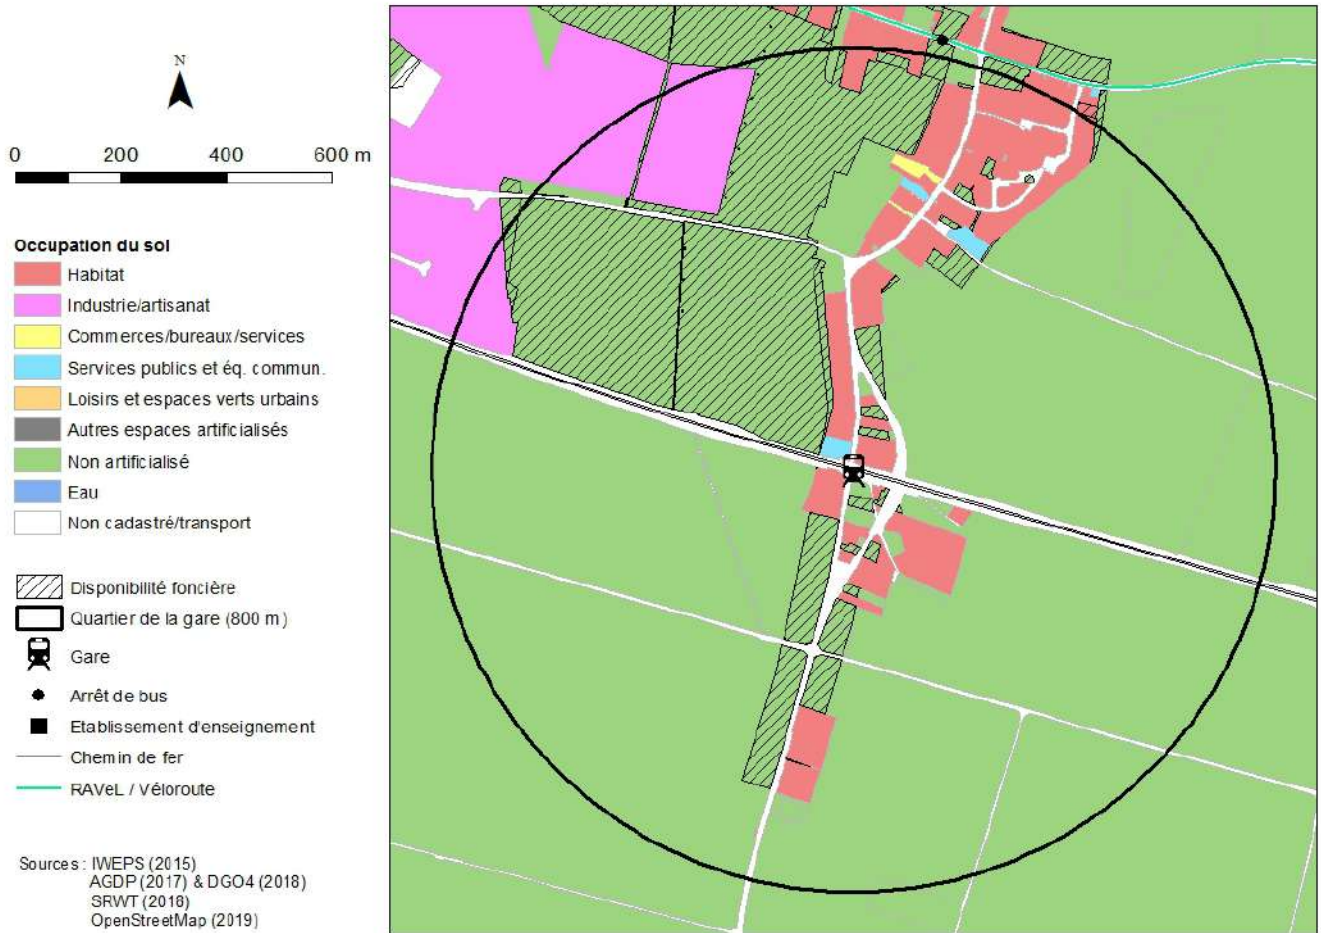 N
0 200 400 600 m
Occupation du sol
Habitat
Industrie/artisanat
Commerces/bureaux/services
Services publics et éq. commun.
Loisirs et espaces verts urbains
Autres espaces artificialisés
Non artificialisé
Eau
Non cadastré/transport
Disponibilité foncière
Quartier de la gare (800 m)
Gare
Arrêt de bus
Etablissement d'enseignement
Chemin de fer
RAVeL / Véloroute
Sources : IWEPS (2015)
AGDP (2017) & DGO4 (2018)
SRWT (2018)
OpenStreetMap (2019)